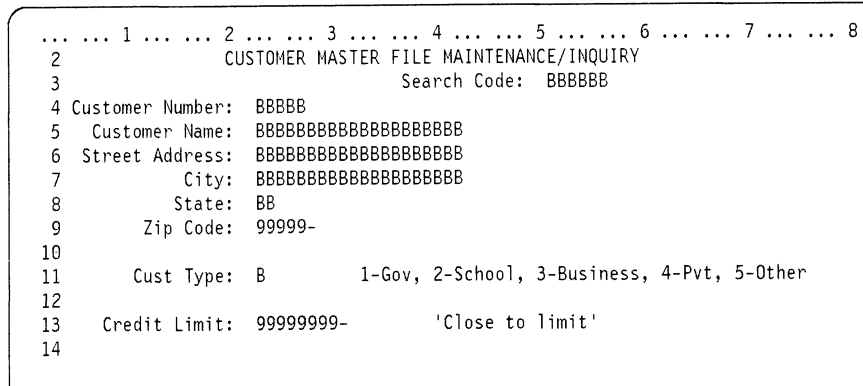 ... ... 1 ... ... 2 ... ... 3 ... ... 4 ... ... 5 ... ... 6 ... ... 7 ... ... 8
2 CUSTOMER MASTER FILE MAINTENANCE/INQUIRY
3 Search Code: BBBBBB
4 Customer Number: BBBBB
5 Customer Name: BBBBBBBBBBBBBBBBBBBB
6 Street Address: BBBBBBBBBBBBBBBBBBBB
7 City: BBBBBBBBBBBBBBBBBBBB
8 State: BB
9 Zip Code: 99999-
10
11 Cust Type: B 1-Gov, 2-School, 3-Business, 4-Pvt, 5-Other
12
13 Credit Limit: 99999999- 'Close to limit'
14